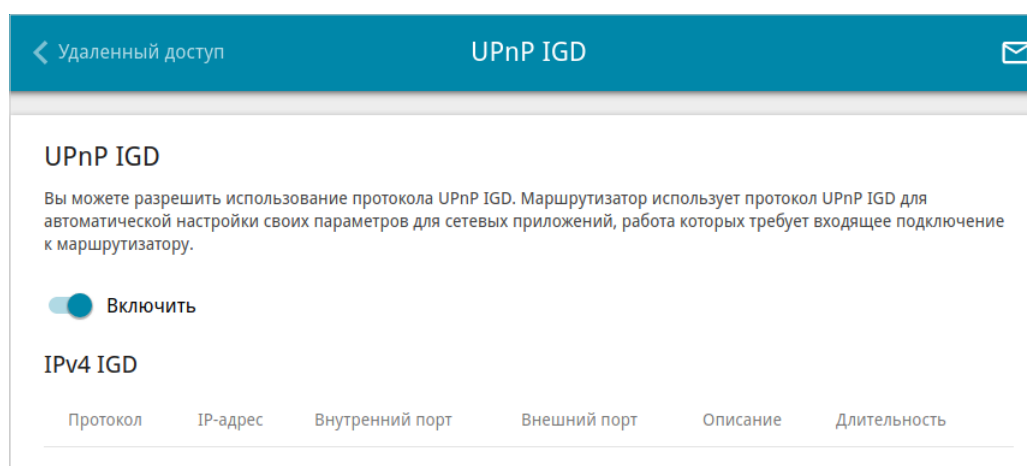 Удаленный доступ UPnP IGD
UPnP IGD
Вы можете разрешить использование протокола UPnP IGD. Маршрутизатор использует протокол UPnP IGD для
автоматической настройки своих параметров для сетевых приложений, работа которых требует входящее подключение
к маршрутизатору.
Включить
IPv4 IGD
Протокол IP-адрес Внутренний порт Внешний порт Описание Длительность